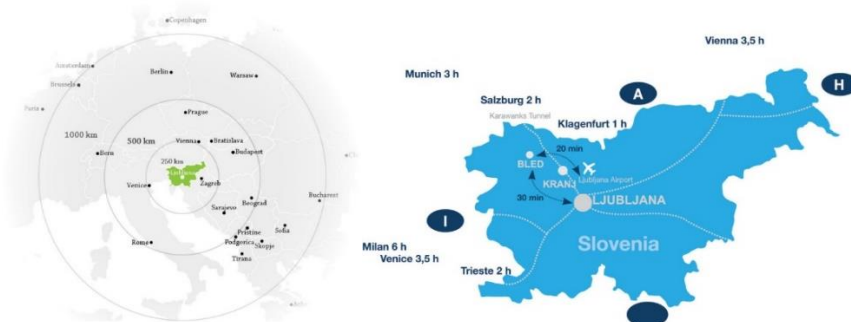 Copenhagen
Amsterdam
Brussels
Berlin
Warsaw
Paris
Prague
1000 km
500 km
Vienna
Bratislava
Bern
250 km
Budapest
Ljubljana
Venice
Zagreb
Bucharest
Beograd
Sarajevo
Sofia
Pristine
Rome
Podgorica
Skopje
Tirana
Vienna 3,5 h
Munich 3 h
A
H
Salzburg 2 h
Karawanks Tunnel
Klagenfurt 1 h
20 min
BLED
Ljubljana Airport
KRANJ
30 min
LJUBLJANA
I
Slovenia
Milan 6 h
Venice 3,5 h
Trieste 2 h